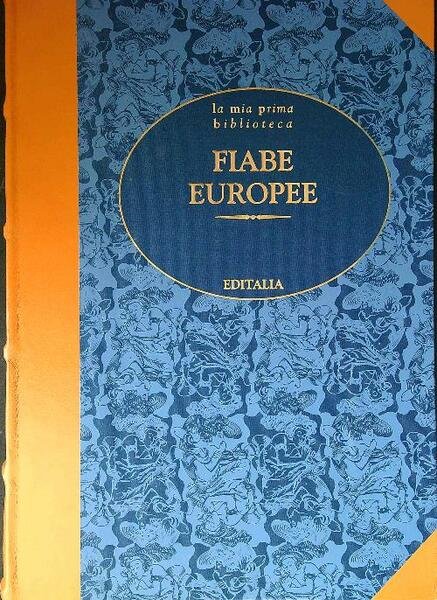 la mia prima
biblioteca
FIABE
EUROPEE
EDITALIA